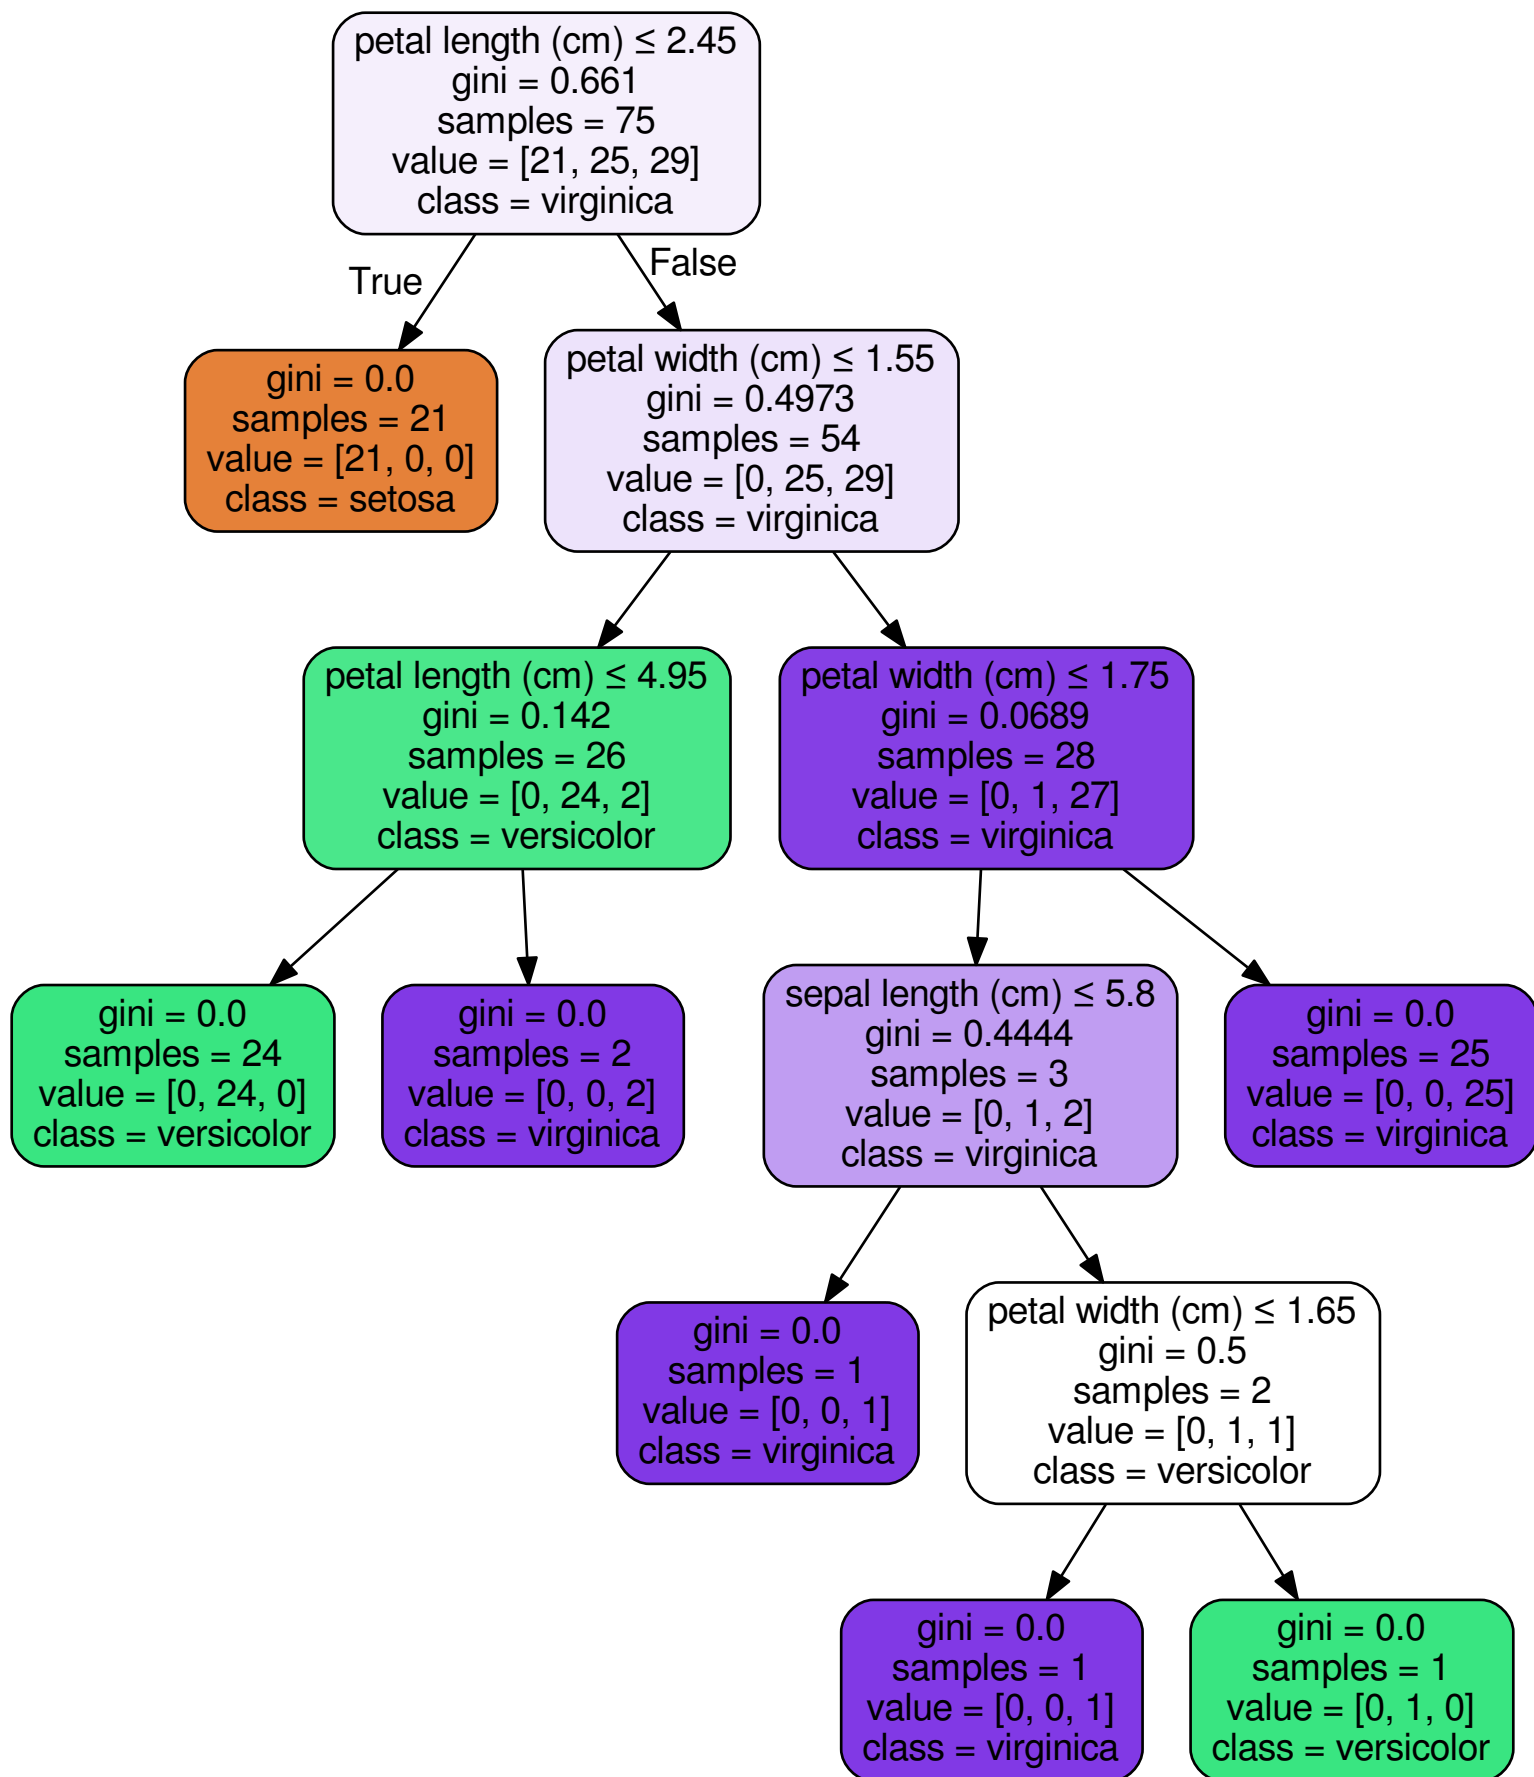 petal length (cm) ≤ 2.45
gini = 0.661
samples = 75
value = [21, 25, 29]
class = virginica
True
False
gini = 0.0
samples = 21
value = [21, 0, 0]
class = setosa
petal width (cm) ≤ 1.55
gini = 0.4973
samples = 54
value = [0, 25, 29]
class = virginica
petal length (cm) ≤ 4.95
gini = 0.142
samples = 26
value = [0, 24, 2]
class = versicolor
petal width (cm) ≤ 1.75
gini = 0.0689
samples = 28
value = [0, 1, 27]
class = virginica
gini = 0.0
samples = 24
value = [0, 24, 0]
class = versicolor
gini = 0.0
samples = 2
value = [0, 0, 2]
class = virginica
sepal length (cm) ≤ 5.8
gini = 0.4444
samples = 3
value = [0, 1, 2]
class = virginica
gini = 0.0
samples = 25
value = [0, 0, 25]
class = virginica
gini = 0.0
samples = 1
value = [0, 0, 1]
class = virginica
petal width (cm) ≤ 1.65
gini = 0.5
samples = 2
value = [0, 1, 1]
class = versicolor
gini = 0.0
samples = 1
value = [0, 0, 1]
class = virginica
gini = 0.0
samples = 1
value = [0, 1, 0]
class = versicolor